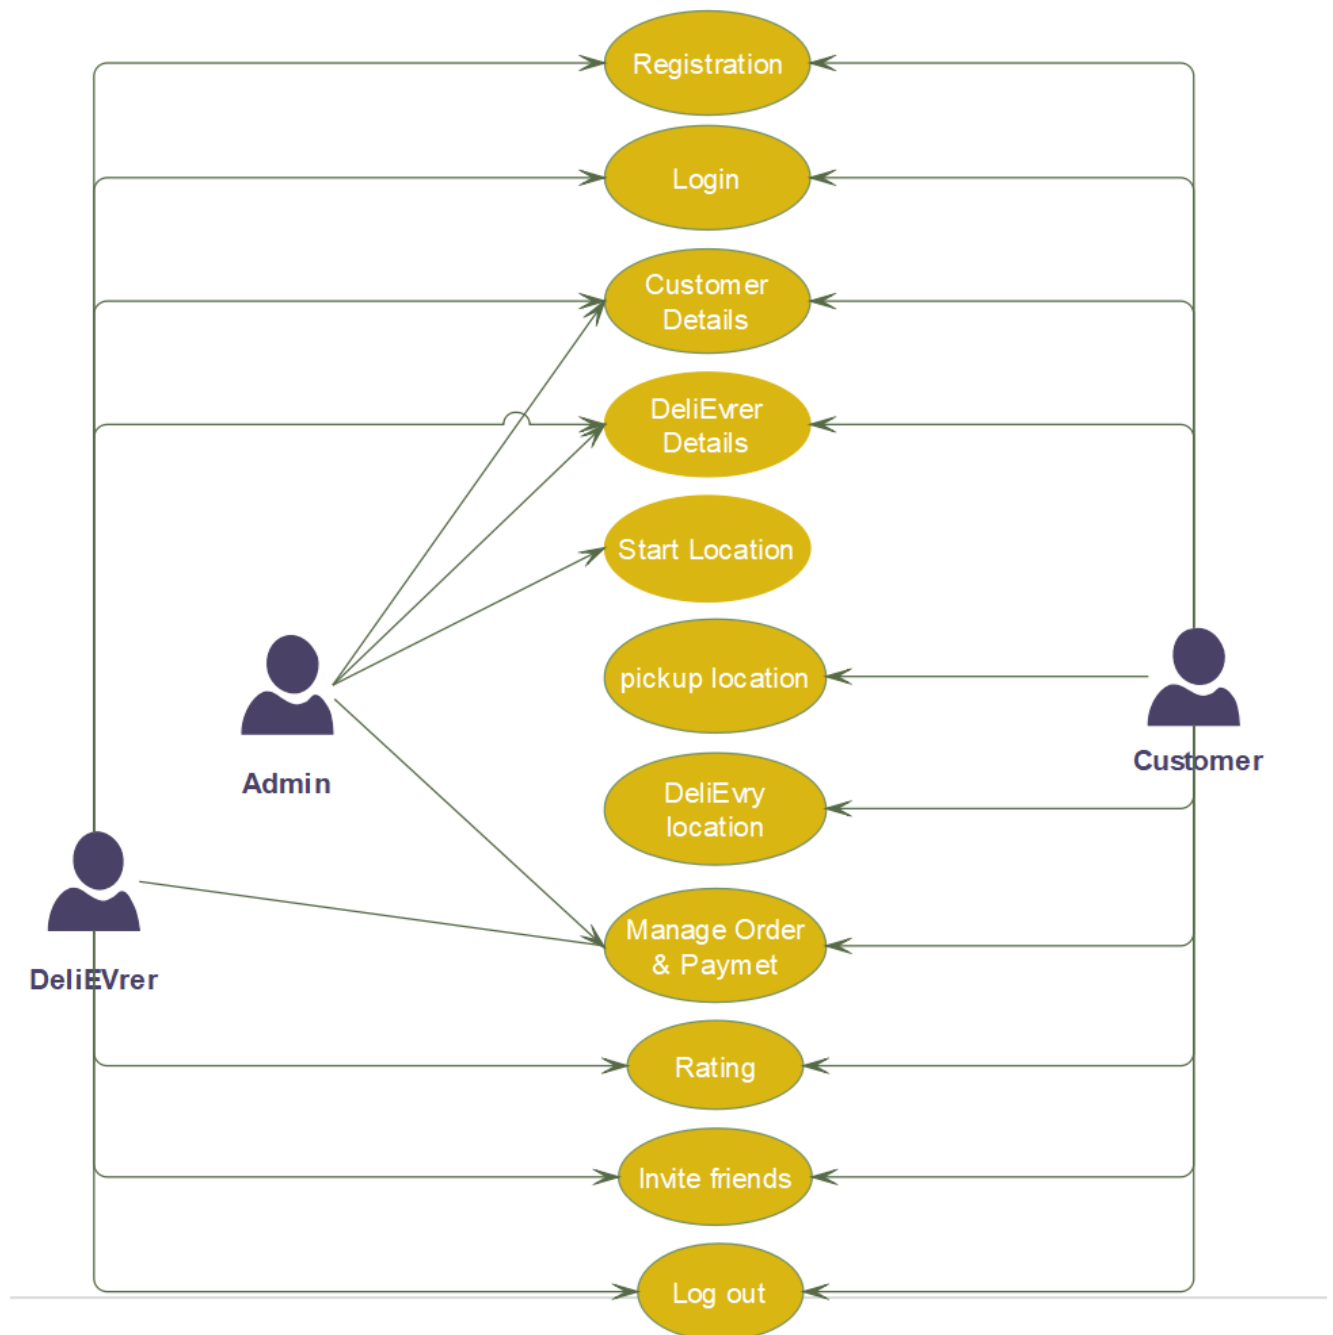 Registration
Login
Customer
Details
DeliEvrer
Details
Start Location
pickup location
Customer
Admin
DeliEvry
location
Manage Order
& Paymet
DeliEVrer
Rating
Invite friends
Log out